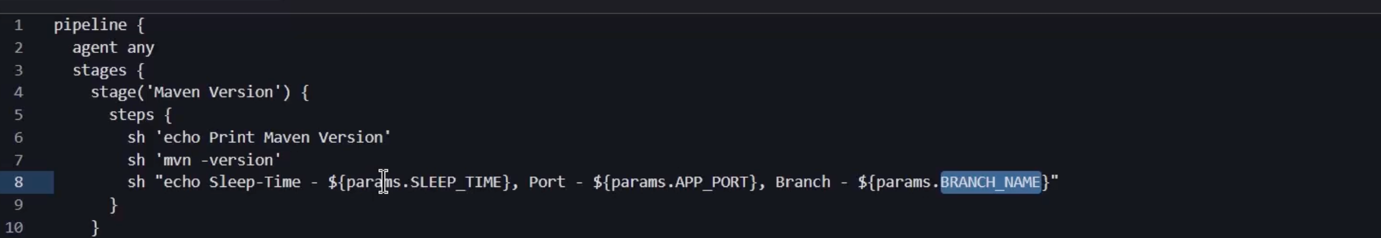 1 pipeline {
2 agent any
3 stages {
4 stage('Maven Version') {
5 steps {
6 sh 'echo Print Maven Version'
7 sh 'mvn -version'
8 sh "echo Sleep-Time - ${params.SLEEP_TIME}, Port - ${params.APP_PORT}, Branch - ${params.BRANCH_NAME}"
9 }
10 }